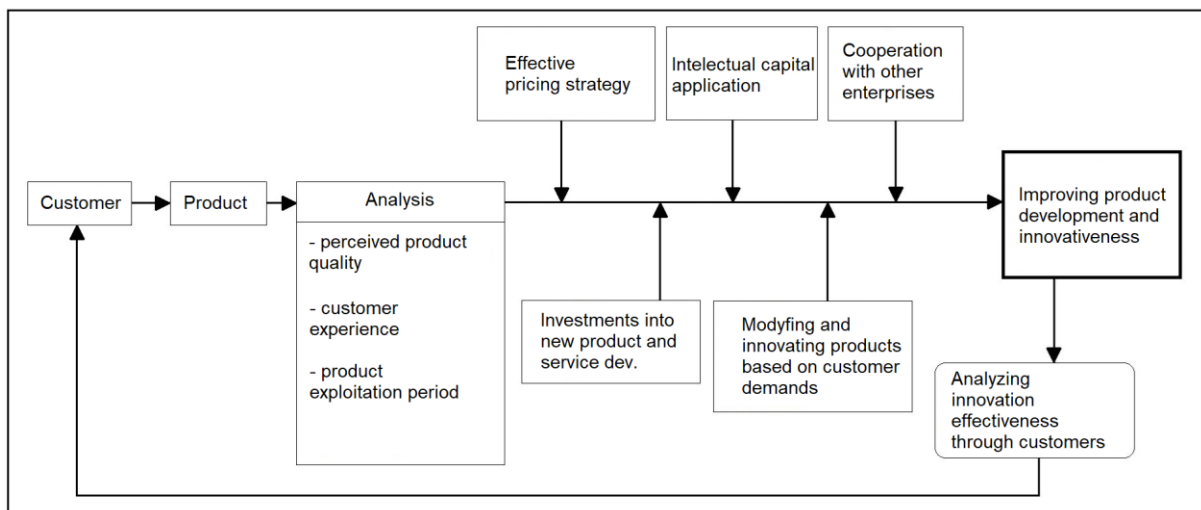 Effective
pricing strategy
Intelectual capital
application
Cooperation
with other
enterprises
Customer
Product
Analysis
- perceived product
quality
- customer
experience
- product
exploitation period
Improving product
development and
innovativeness
Investments into
new product and
service dev.
Modyfing and
innovating products
based on customer
demands
Analyzing
innovation
effectiveness
through customers